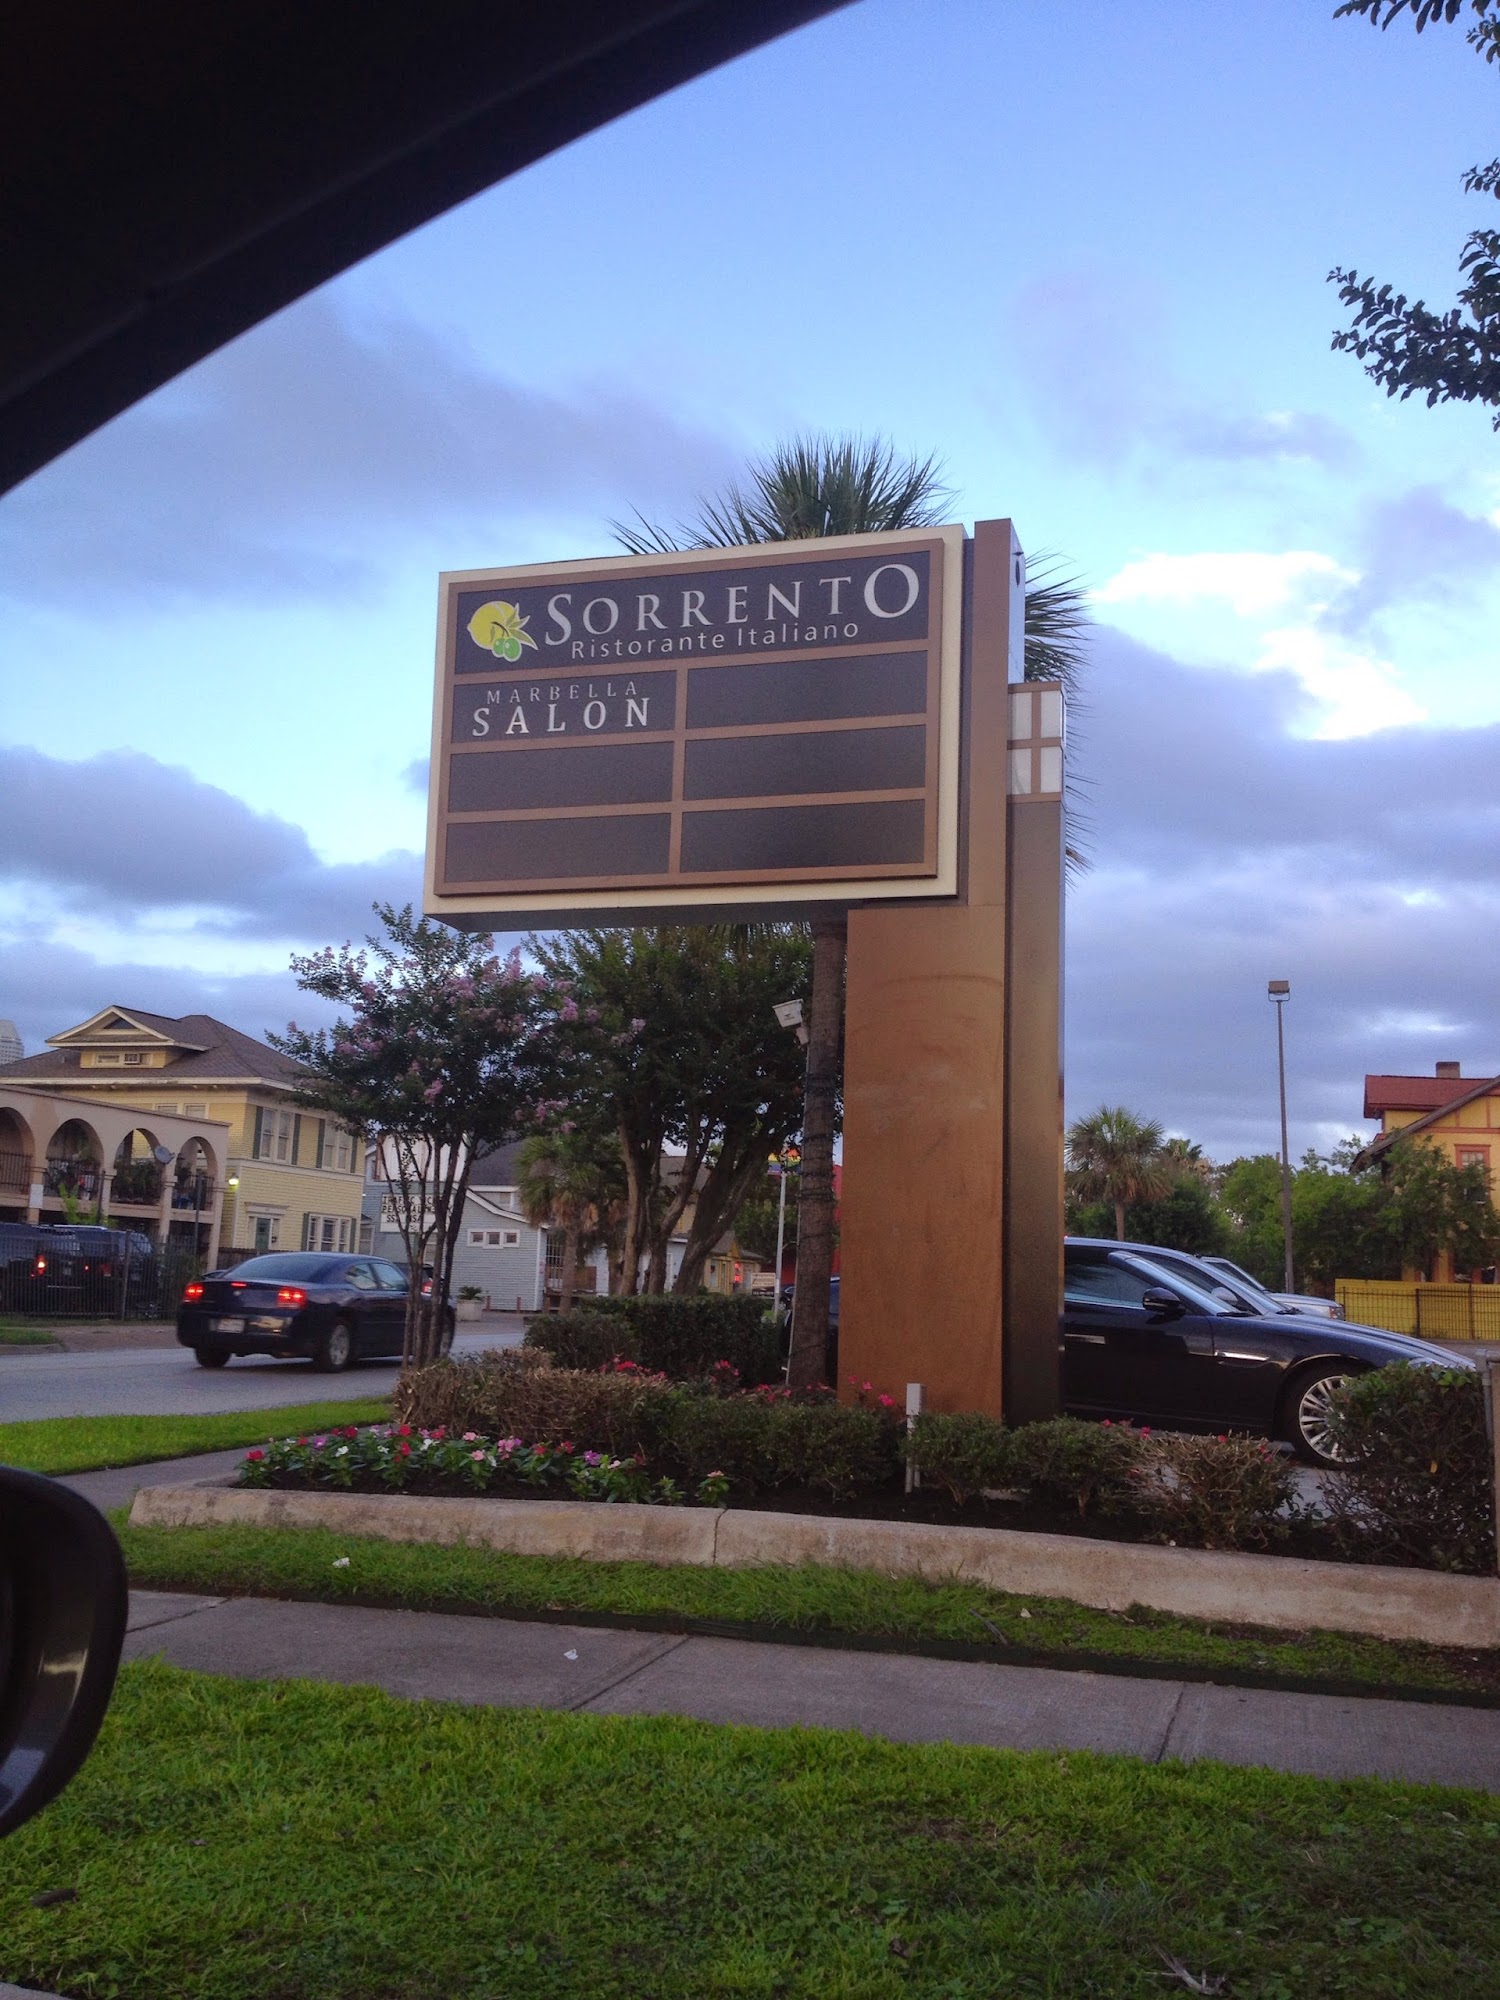 SORRENTO
Ristorante Italiano
MARBELLA
SALON